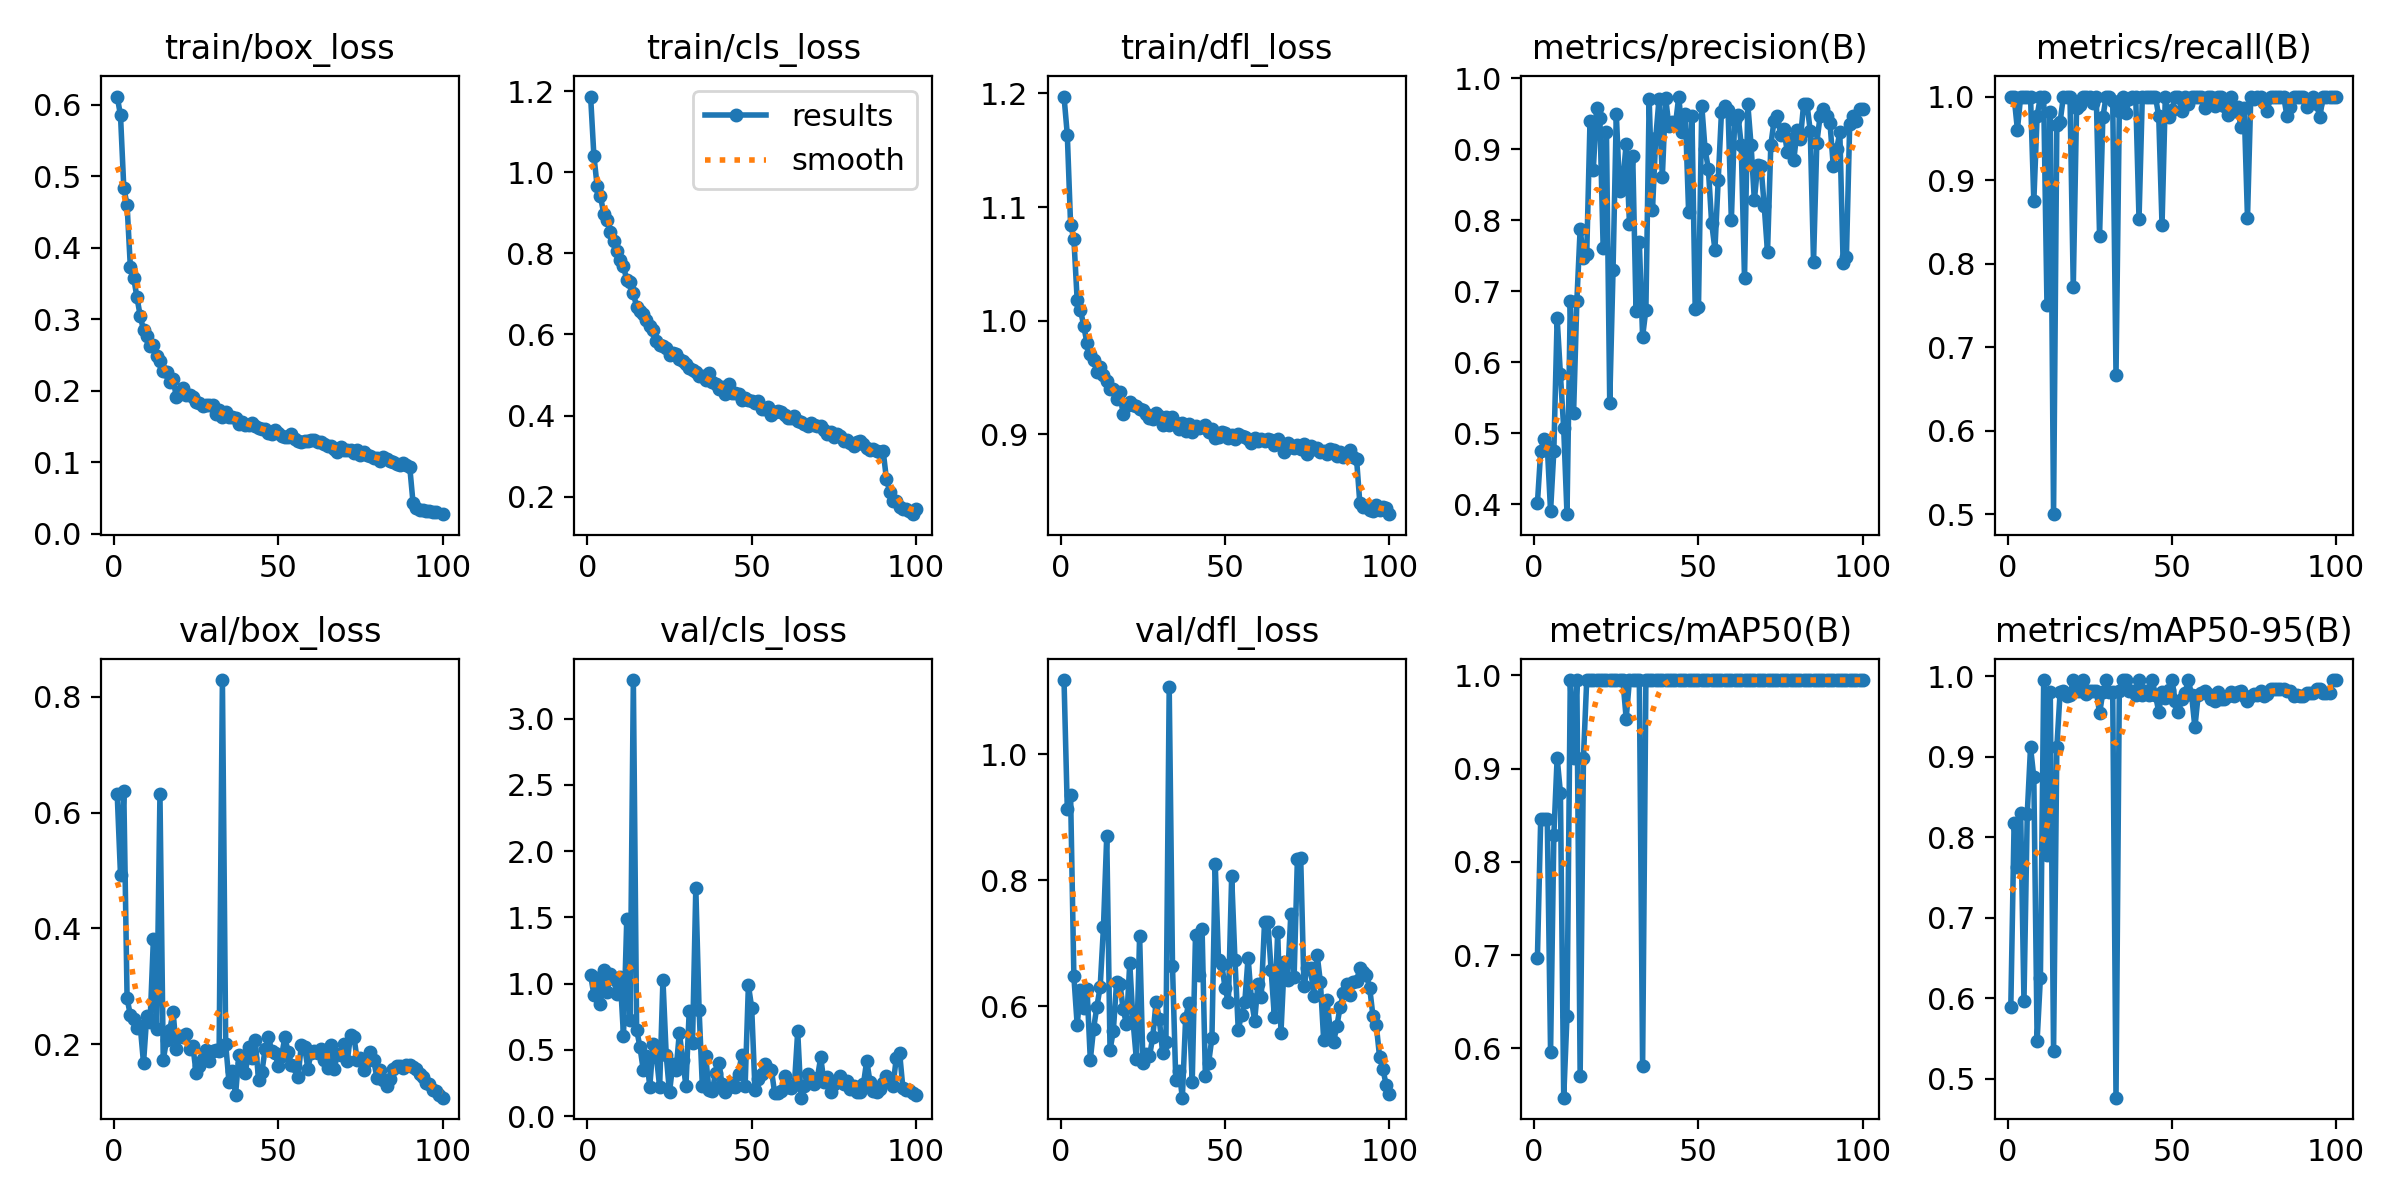 train/box_loss
0.6
0.5
0.4
0.3
0.2
0.1
0.0
0 50 100
train/cls_loss
1.2
1.0
0.8
0.6
0.4
0.2
results
smooth
0 50 100
train/dfl_loss
1.2
1.1
1.0
0.9
0 50 100
metrics/precision(B)
1.0
0.9
0.8
0.7
0.6
0.5
0.4
0 50 100
metrics/recall(B)
1.0
0.9
0.8
0.7
0.6
0.5
0 50 100
val/box_loss
0.8
0.6
0.4
0.2
0 50 100
val/cls_loss
3.0
2.5
2.0
1.5
1.0
0.5
0.0
0 50 100
val/dfl_loss
1.0
0.8
0.6
0 50 100
metrics/mAP50(B)
1.0
0.9
0.8
0.7
0.6
0 50 100
metrics/mAP50-95(B)
1.0
0.9
0.8
0.7
0.6
0.5
0 50 100